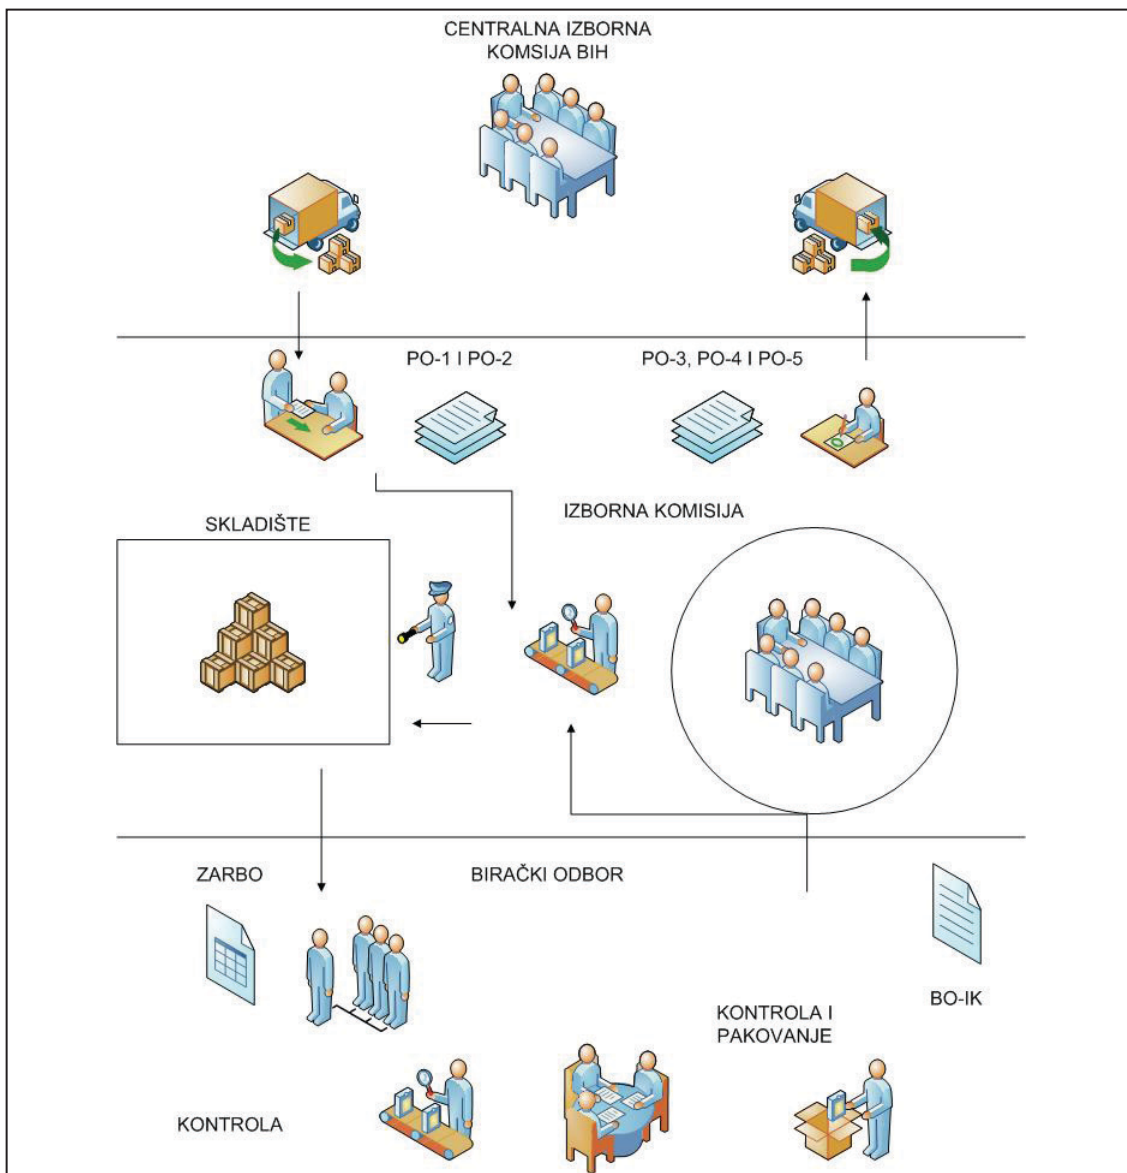 CENTRALNA IZBORNA
KOMSIJA BIH
PO-1 I PO-2
PO-3, PO-4 I PO-5
IZBORNA KOMISIJA
SKLADIŠTE
ZARBO
BIRAČKI ODBOR
BO-IK
KONTROLA I
PAKOVANJE
KONTROLA